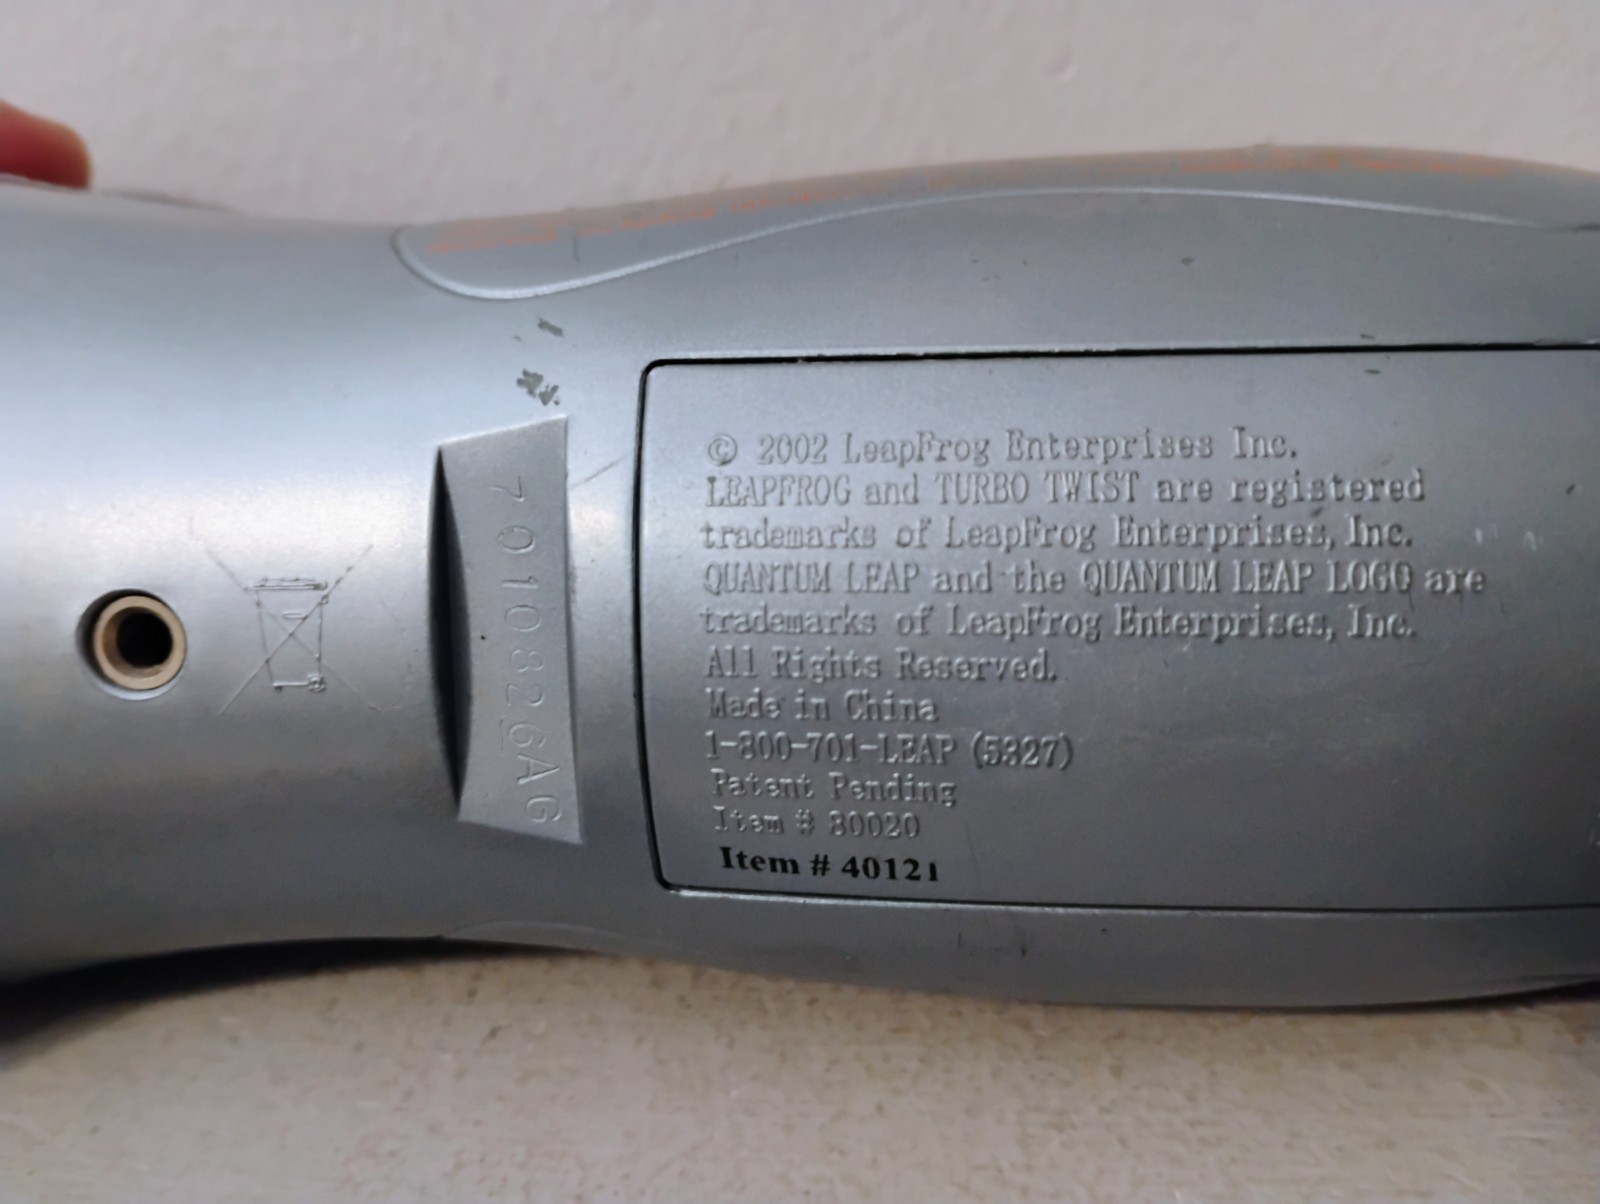 7010826AG
© 2002 LeapFrog Enterprises Inc.
LEAPFROG and TURBO TWIST are registered
trademarks of LeapFrog Enterprises, Inc.
QUANTUM LEAP and the QUANTUM LEAP LOGO are
trademarks of LeapFrog Enterprises, Inc.
All Rights Reserved.
Made in China
1-800-701-LEAP (5327)
Patent Pending
Item # 80020
Item # 40121